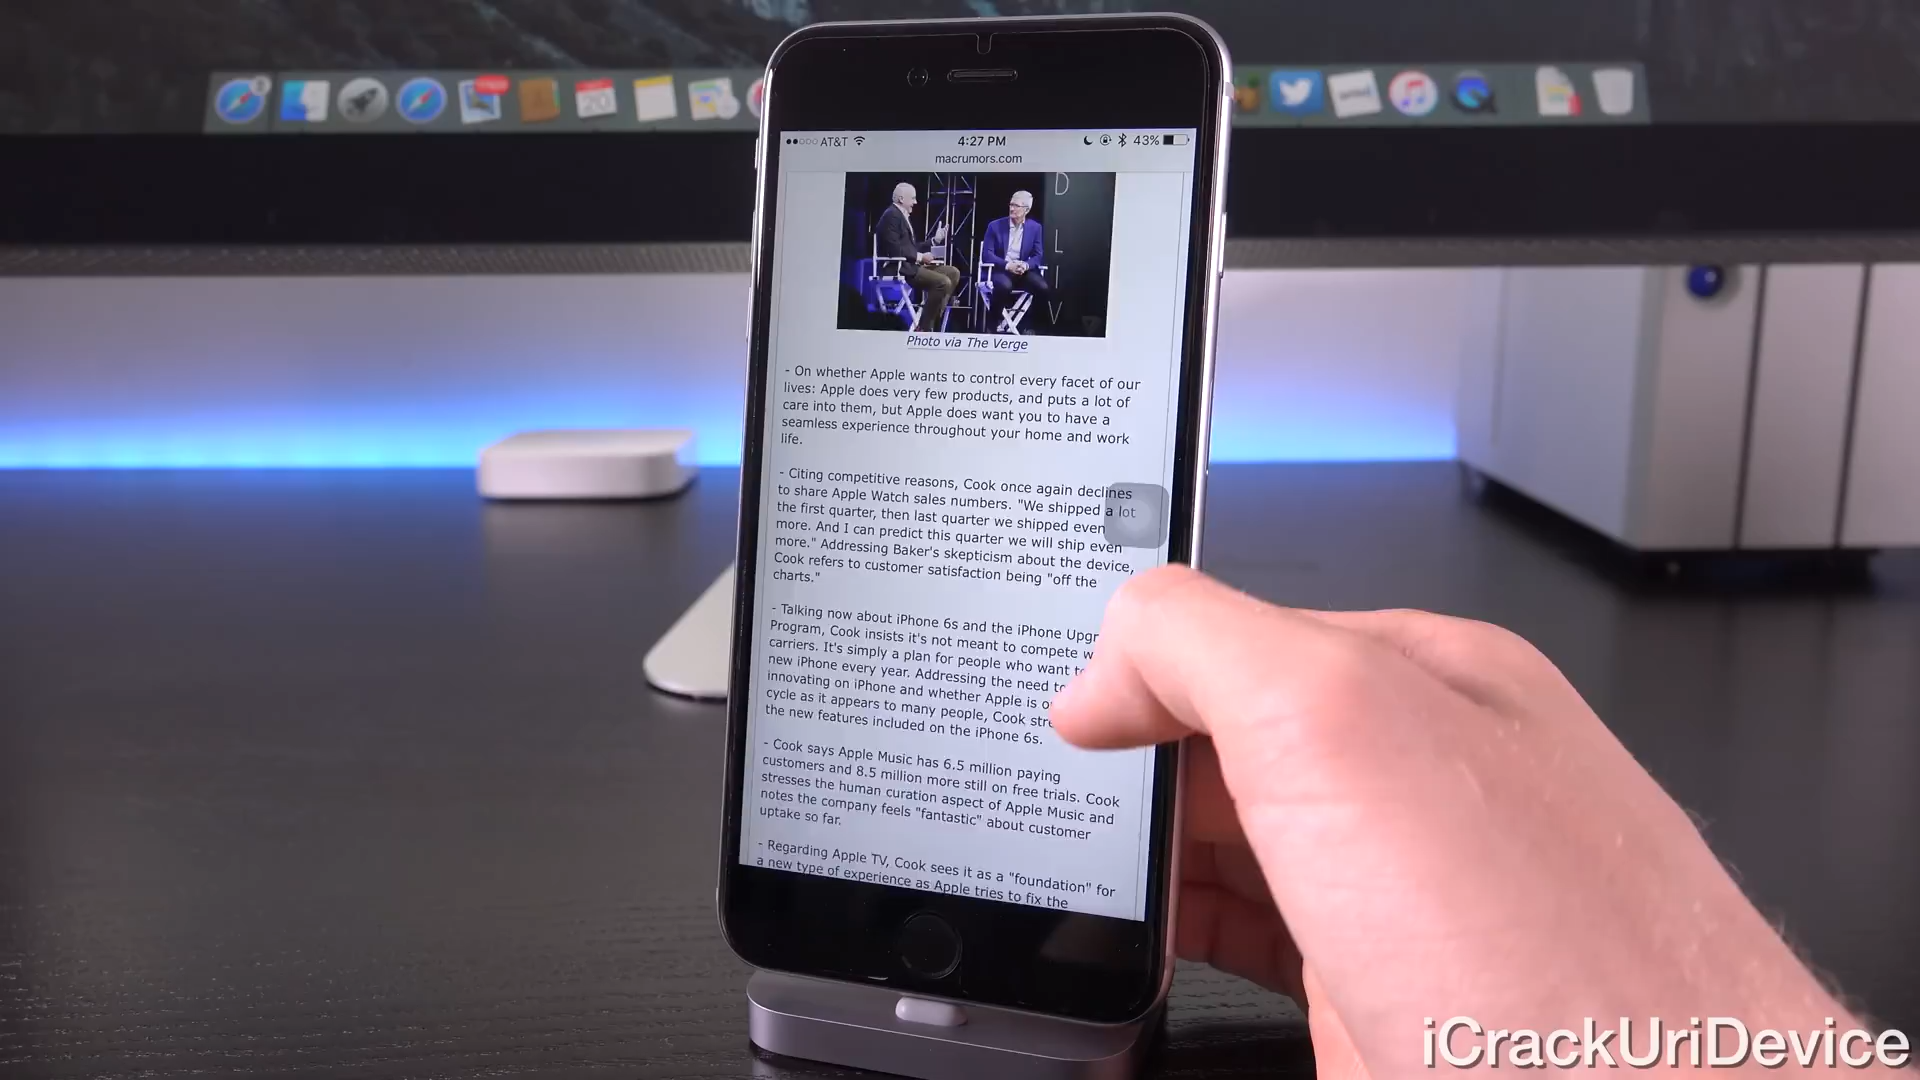 20
AT&T 4:27 PM 43%
macrumors.com
D
L
I
V
Photo via The Verge
- On whether Apple wants to control every facet of our
lives: Apple does very few products, and puts a lot of
care into them, but Apple does want you to have a
seamless experience throughout your home and work
life.
- Citing competitive reasons, Cook once again declines
to share Apple Watch sales numbers. "We shipped a lot
the first quarter, then last quarter we shipped even
more. And I can predict this quarter we will ship even
more." Addressing Baker's skepticism about the device,
Cook refers to customer satisfaction being "off the
charts."
- Talking now about iPhone 6s and the iPhone Upgr
Program, Cook insists it's not meant to compete w
carriers. It's simply a plan for people who want t
new iPhone every year. Addressing the need to
innovating on iPhone and whether Apple is o
cycle as it appears to many people, Cook stre
the new features included on the iPhone 6s.
- Cook says Apple Music has 6.5 million paying
customers and 8.5 million more still on free trials. Cook
stresses the human curation aspect of Apple Music and
notes the company feels "fantastic" about customer
uptake so far.
- Regarding Apple TV, Cook sees it as a "foundation" for
a new type of experience as Apple tries to fix the
iCrackUriDevice